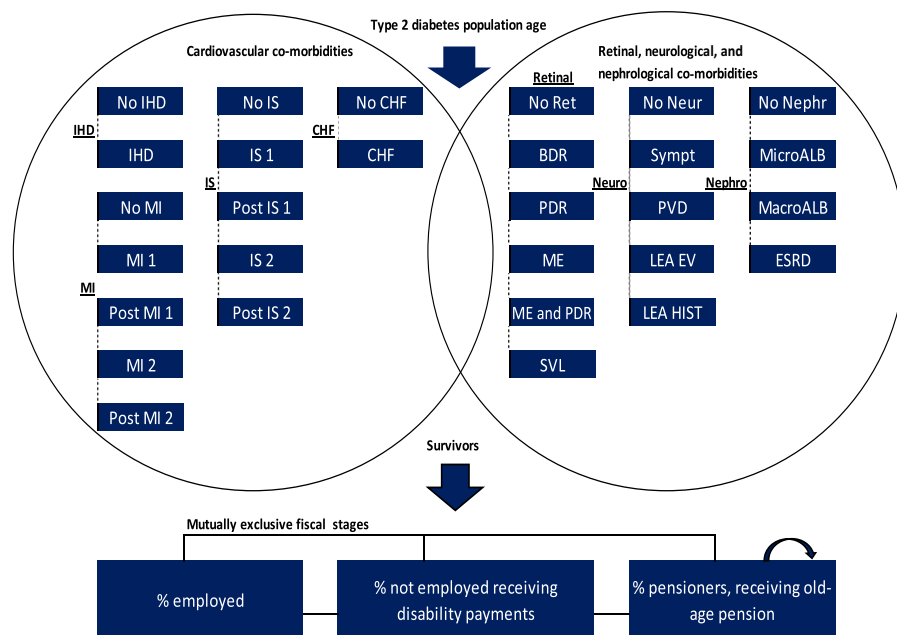 Type 2 diabetes population age
Cardiovascular co-morbidities
No IHD
IHD
IHD
No MI
MI 1
MI
Post MI 1
MI 2
Post MI 2
No IS
IS 1
IS
Post IS 1
IS 2
Post IS 2
No CHF
CHF
CHF
Retinal, neurological, and
nephrological co-morbidities
Retinal
No Ret
BDR
PDR
ME
ME and PDR
SVL
No Neur
Sympt
Neuro
PVD
LEA EV
LEA HIST
No Nephr
MicroALB
Nephro
MacroALB
ESRD
Survivors
Mutually exclusive fiscal stages
% employed
% not employed receiving
disability payments
% pensioners, receiving old-
age pension